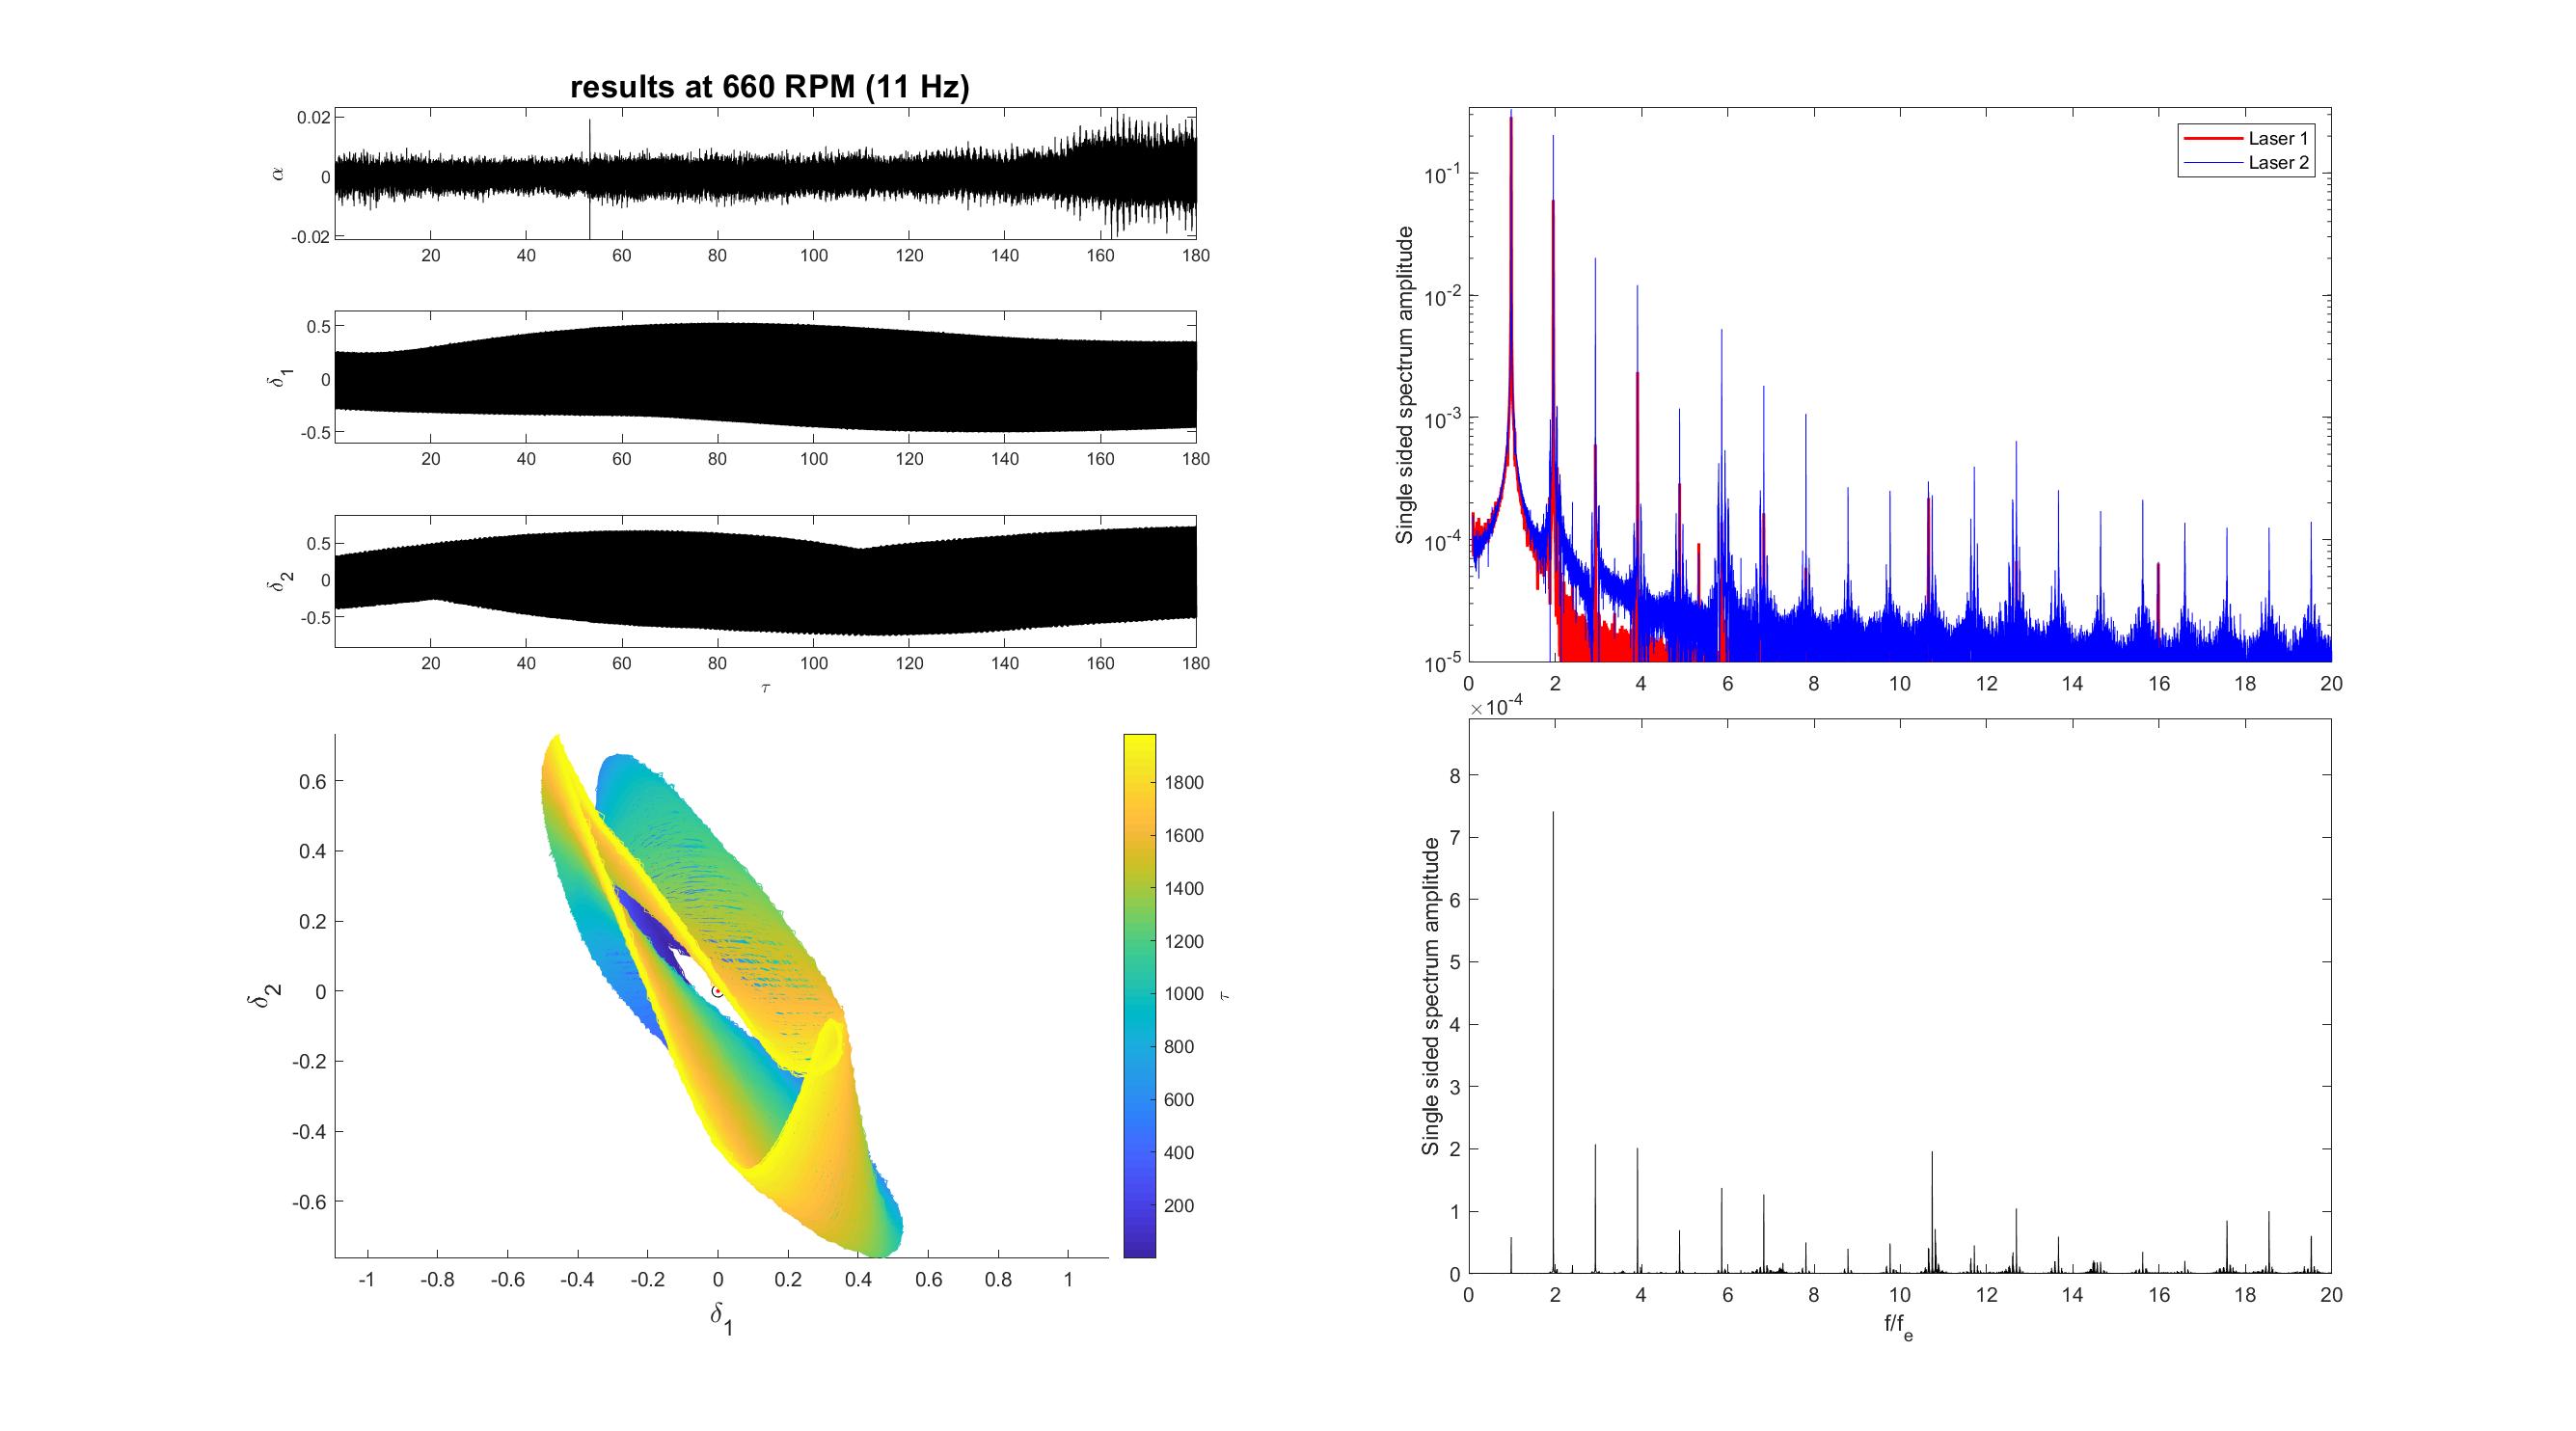 results at 660 RPM (11 Hz)
0.02
0
-0.02
α
20 40 60 80 100 120 140 160 180
0.5
0
-0.5
δ1
20 40 60 80 100 120 140 160 180
0.5
0
-0.5
δ2
20 40 60 80 100 120 140 160 180
τ
0.6
0.4
0.2
0
-0.2
-0.4
-0.6
δ2
-1 -0.8 -0.6 -0.4 -0.2 0 0.2 0.4 0.6 0.8 1
δ1
1800
1600
1400
1200
1000
800
600
400
200
τ
Laser 1
Laser 2
10-1
10-2
10-3
10-4
10-5
Single sided spectrum amplitude
0 2 4 6 8 10 12 14 16 18 20
×10-4
8
7
6
5
4
3
2
1
0
Single sided spectrum amplitude
0 2 4 6 8 10 12 14 16 18 20
f/fe